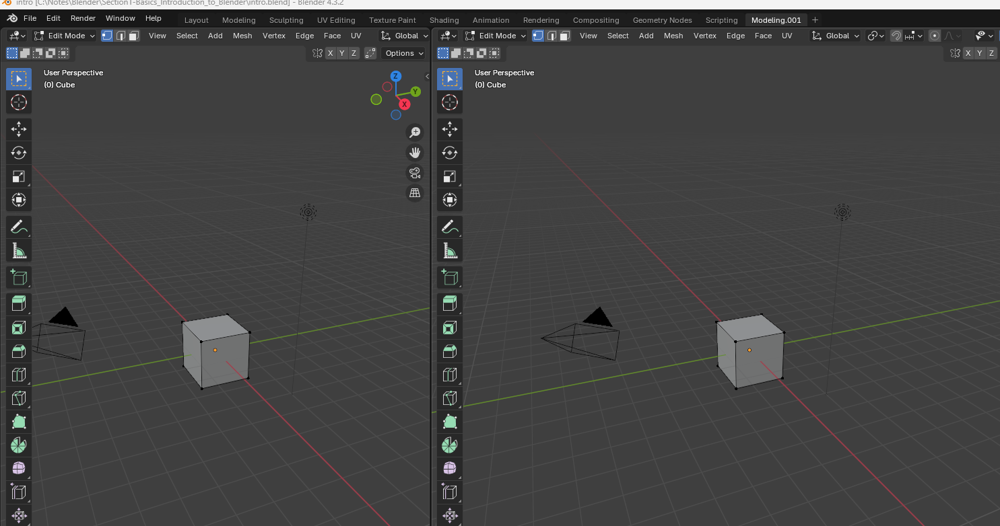 intro [C:\Notes\Blender\Section1-Basics_Introduction_to_Blender\intro.blend] - Blender 4.3.2
File Edit Render Window Help Layout Modeling Sculpting UV Editing Texture Paint Shading Animation Rendering Compositing Geometry Nodes Scripting Modeling.001 +
Edit Mode View Select Add Mesh Vertex Edge Face UV Global
Edit Mode View Select Add Mesh Vertex Edge Face UV Global
X Y Z Options
X Y Z
User Perspective
(0) Cube
Z
Y
X
User Perspective
(0) Cube